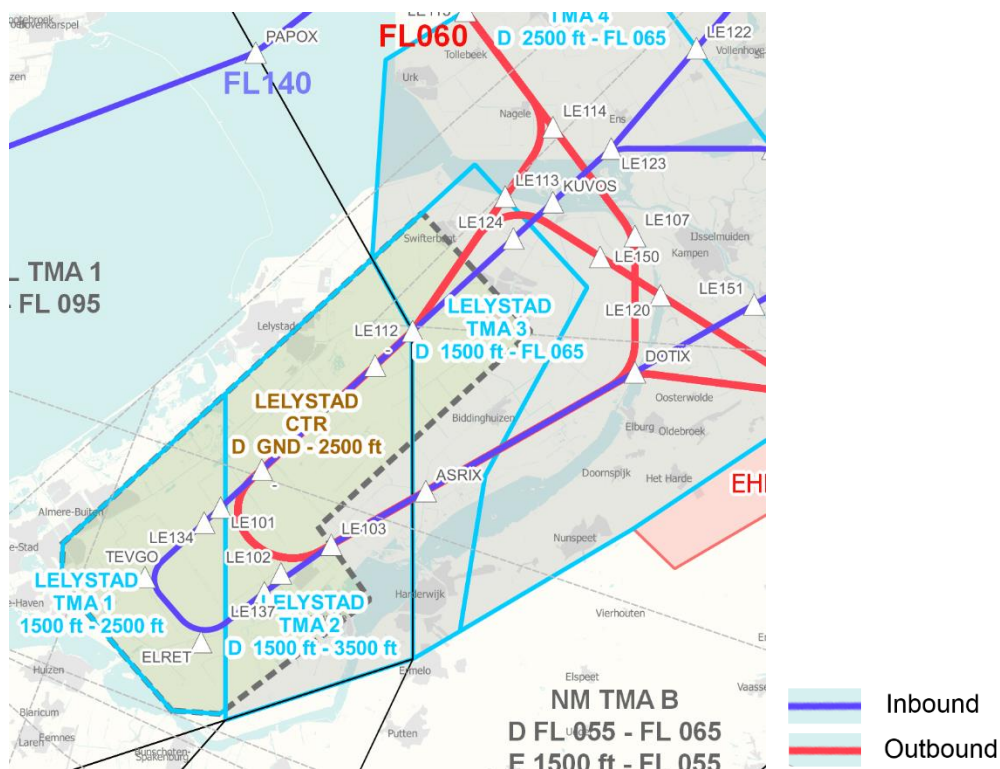 Bovenkarspel
PAPOX
FL140
FL060
Tollebeek
TMA 4
D 2500 ft - FL 065
LE122
Vollenhove
Urk
Nagele
LE114
Ens
LE123
LE113
KUVOS
LE124
Swifterbant
LE107
IJsselmuiden
LE150
Kampen
L TMA 1
- FL 095
Lelystad
LE151
LE120
LELYSTAD
TMA 3
D 1500 ft - FL 065
LE112
DOTIX
LELYSTAD
CTR
D GND - 2500 ft
Biddinghuizen
Oosterwolde
Elburg
Oldebroek
ASRIX
Doornspijk
Het Harde
EH
Almere-Buiten
LE101
LE134
LE103
Nunspeet
TEVGO
LE102
LELYSTAD
TMA 1
1500 ft - 2500 ft
LE137
LELYSTAD
TMA 2
D 1500 ft - 3500 ft
Harderwijk
Vierhouten
ELRET
Huizen
Ermelo
Elspeet
Blaricum
Eemnes
Laren
Bunschoten-
Spakenburg
Putten
NM TMA B
D FL 055 - FL 065
E 1500 ft - FL 055
Inbound
Outbound